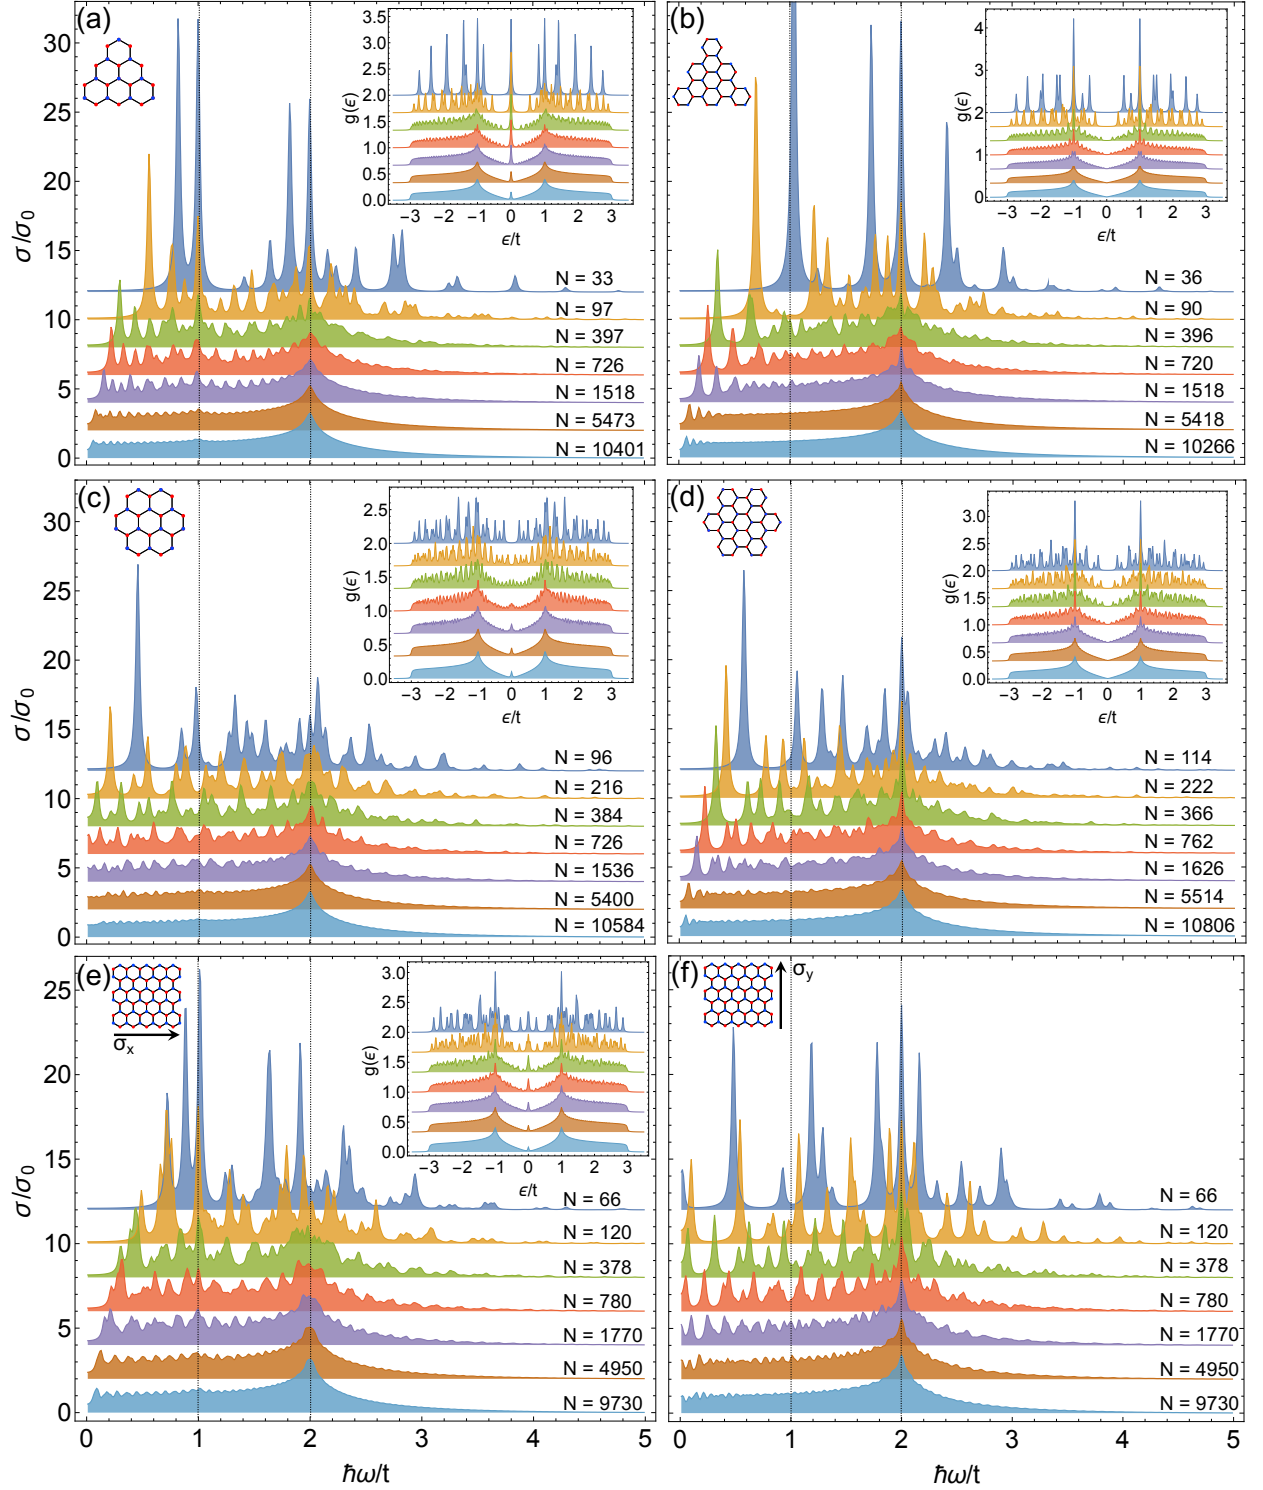 (a)
30
25
20
15
10
5
0
σ/σ₀
g(ϵ)
3.5
3.0
2.5
2.0
1.5
1.0
0.5
0.0
−3 −2 −1 0 1 2 3
ϵ/t
N = 33
N = 97
N = 397
N = 726
N = 1518
N = 5473
N = 10401
(b)
g(ϵ)
4
3
2
1
0
−3 −2 −1 0 1 2 3
ϵ/t
N = 36
N = 90
N = 396
N = 720
N = 1518
N = 5418
N = 10266
(c)
30
25
20
15
10
5
0
σ/σ₀
g(ϵ)
2.5
2.0
1.5
1.0
0.5
0.0
−3 −2 −1 0 1 2 3
ϵ/t
N = 96
N = 216
N = 384
N = 726
N = 1536
N = 5400
N = 10584
(d)
g(ϵ)
3.0
2.5
2.0
1.5
1.0
0.5
0.0
−3 −2 −1 0 1 2 3
ϵ/t
N = 114
N = 222
N = 366
N = 762
N = 1626
N = 5514
N = 10806
(e)
σₓ
25
20
15
10
5
0
σ/σ₀
g(ϵ)
3.0
2.5
2.0
1.5
1.0
0.5
0.0
−3 −2 −1 0 1 2 3
ϵ/t
N = 66
N = 120
N = 378
N = 780
N = 1770
N = 4950
N = 9730
0 1 2 3 4 5
ħω/t
(f)
σ_y
N = 66
N = 120
N = 378
N = 780
N = 1770
N = 4950
N = 9730
0 1 2 3 4 5
ħω/t